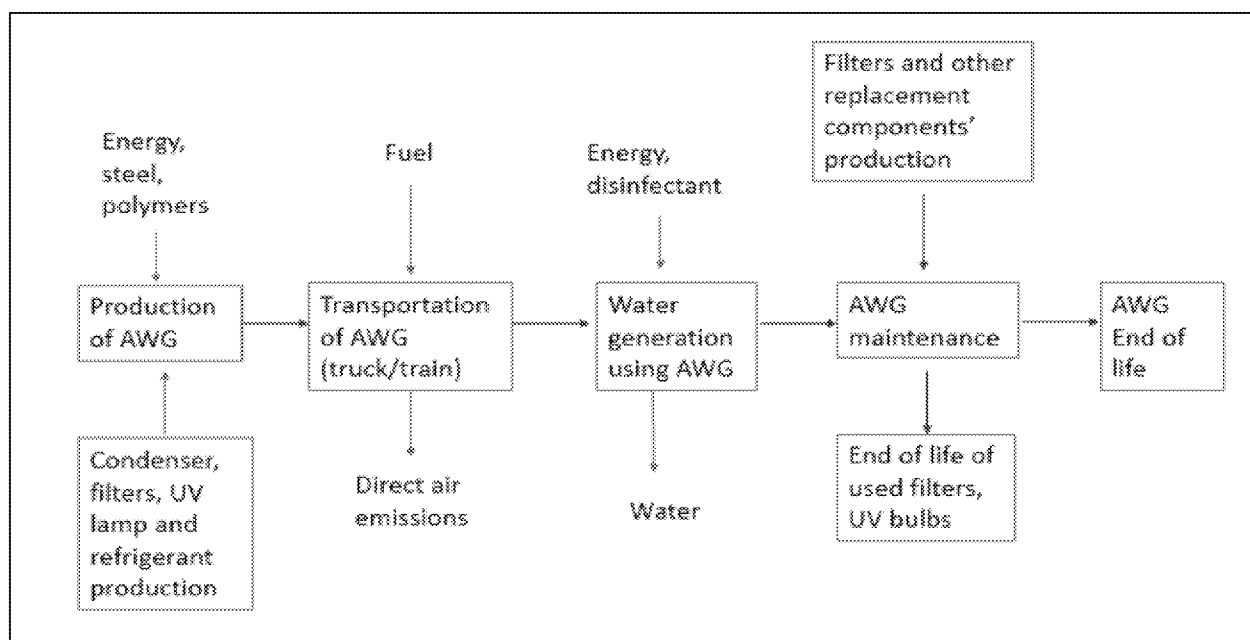 Filters and other
replacement
components'
production
Energy,
steel,
polymers
Fuel
Energy,
disinfectant
Production
of AWG
Transportation
of AWG
(truck/train)
Water
generation
using AWG
AWG
maintenance
AWG
End of
life
Condenser,
filters, UV
lamp and
refrigerant
production
Direct air
emissions
Water
End of life of
used filters,
UV bulbs